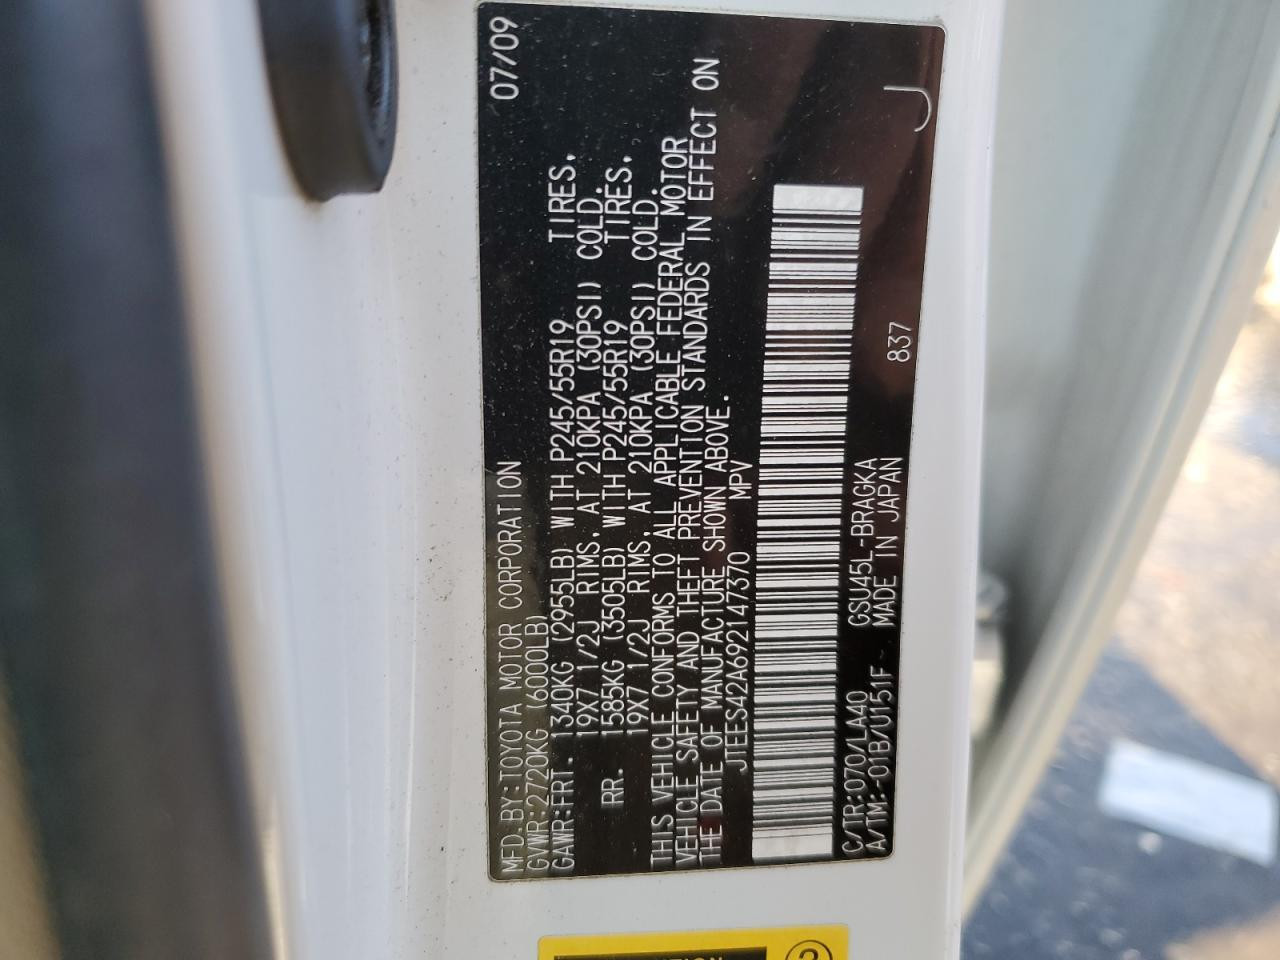 MFD. BY: TOYOTA MOTOR CORPORATION 07/09
GVWR: 2720KG (6000LB)
GAWR: FRT. 1340KG (2955LB) WITH P245/55R19 TIRES.
19X7 1/2J RIMS, AT 210KPA (30PSI) COLD.
RR. 1585KG (3505LB) WITH P245/55R19 TIRES.
19X7 1/2J RIMS, AT 210KPA (30PSI) COLD.
THIS VEHICLE CONFORMS TO ALL APPLICABLE FEDERAL MOTOR
VEHICLE SAFETY AND THEFT PREVENTION STANDARDS IN EFFECT ON
THE DATE OF MANUFACTURE SHOWN ABOVE.
JTEES42A692147370 MPV
C/TR: 070S/LA40 GSU45L-BRAGKA 837
A/TM: -01B/U151F MADE IN JAPAN
J